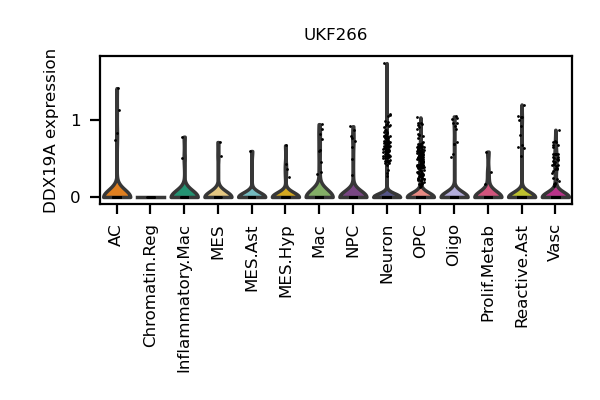 UKF266
DDX19A expression
1
0
AC
Chromatin.Reg
Inflammatory.Mac
MES
MES.Ast
MES.Hyp
Mac
NPC
Neuron
OPC
Oligo
Prolif.Metab
Reactive.Ast
Vasc